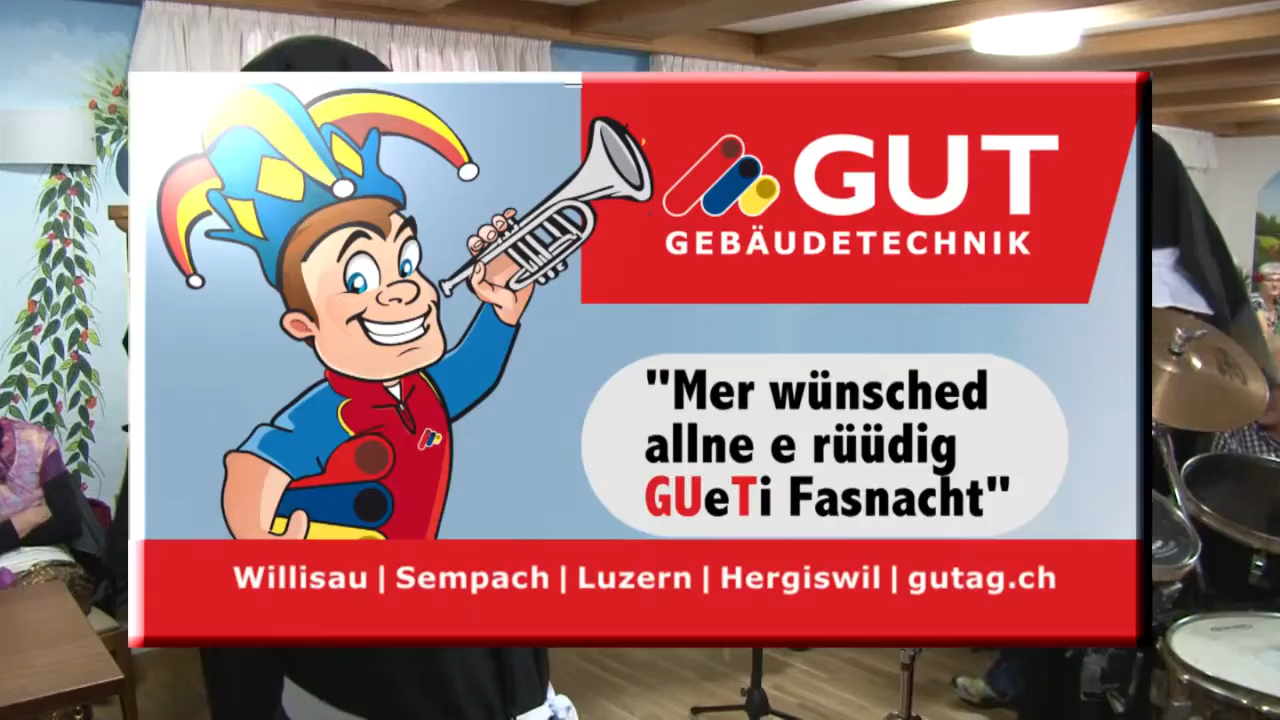 GUT
GEBÄUDETECHNIK
"Mer wünsched
allne e rüüdig
GUeTi Fasnacht"
Willisau | Sempach | Luzern | Hergiswil | gutag.ch